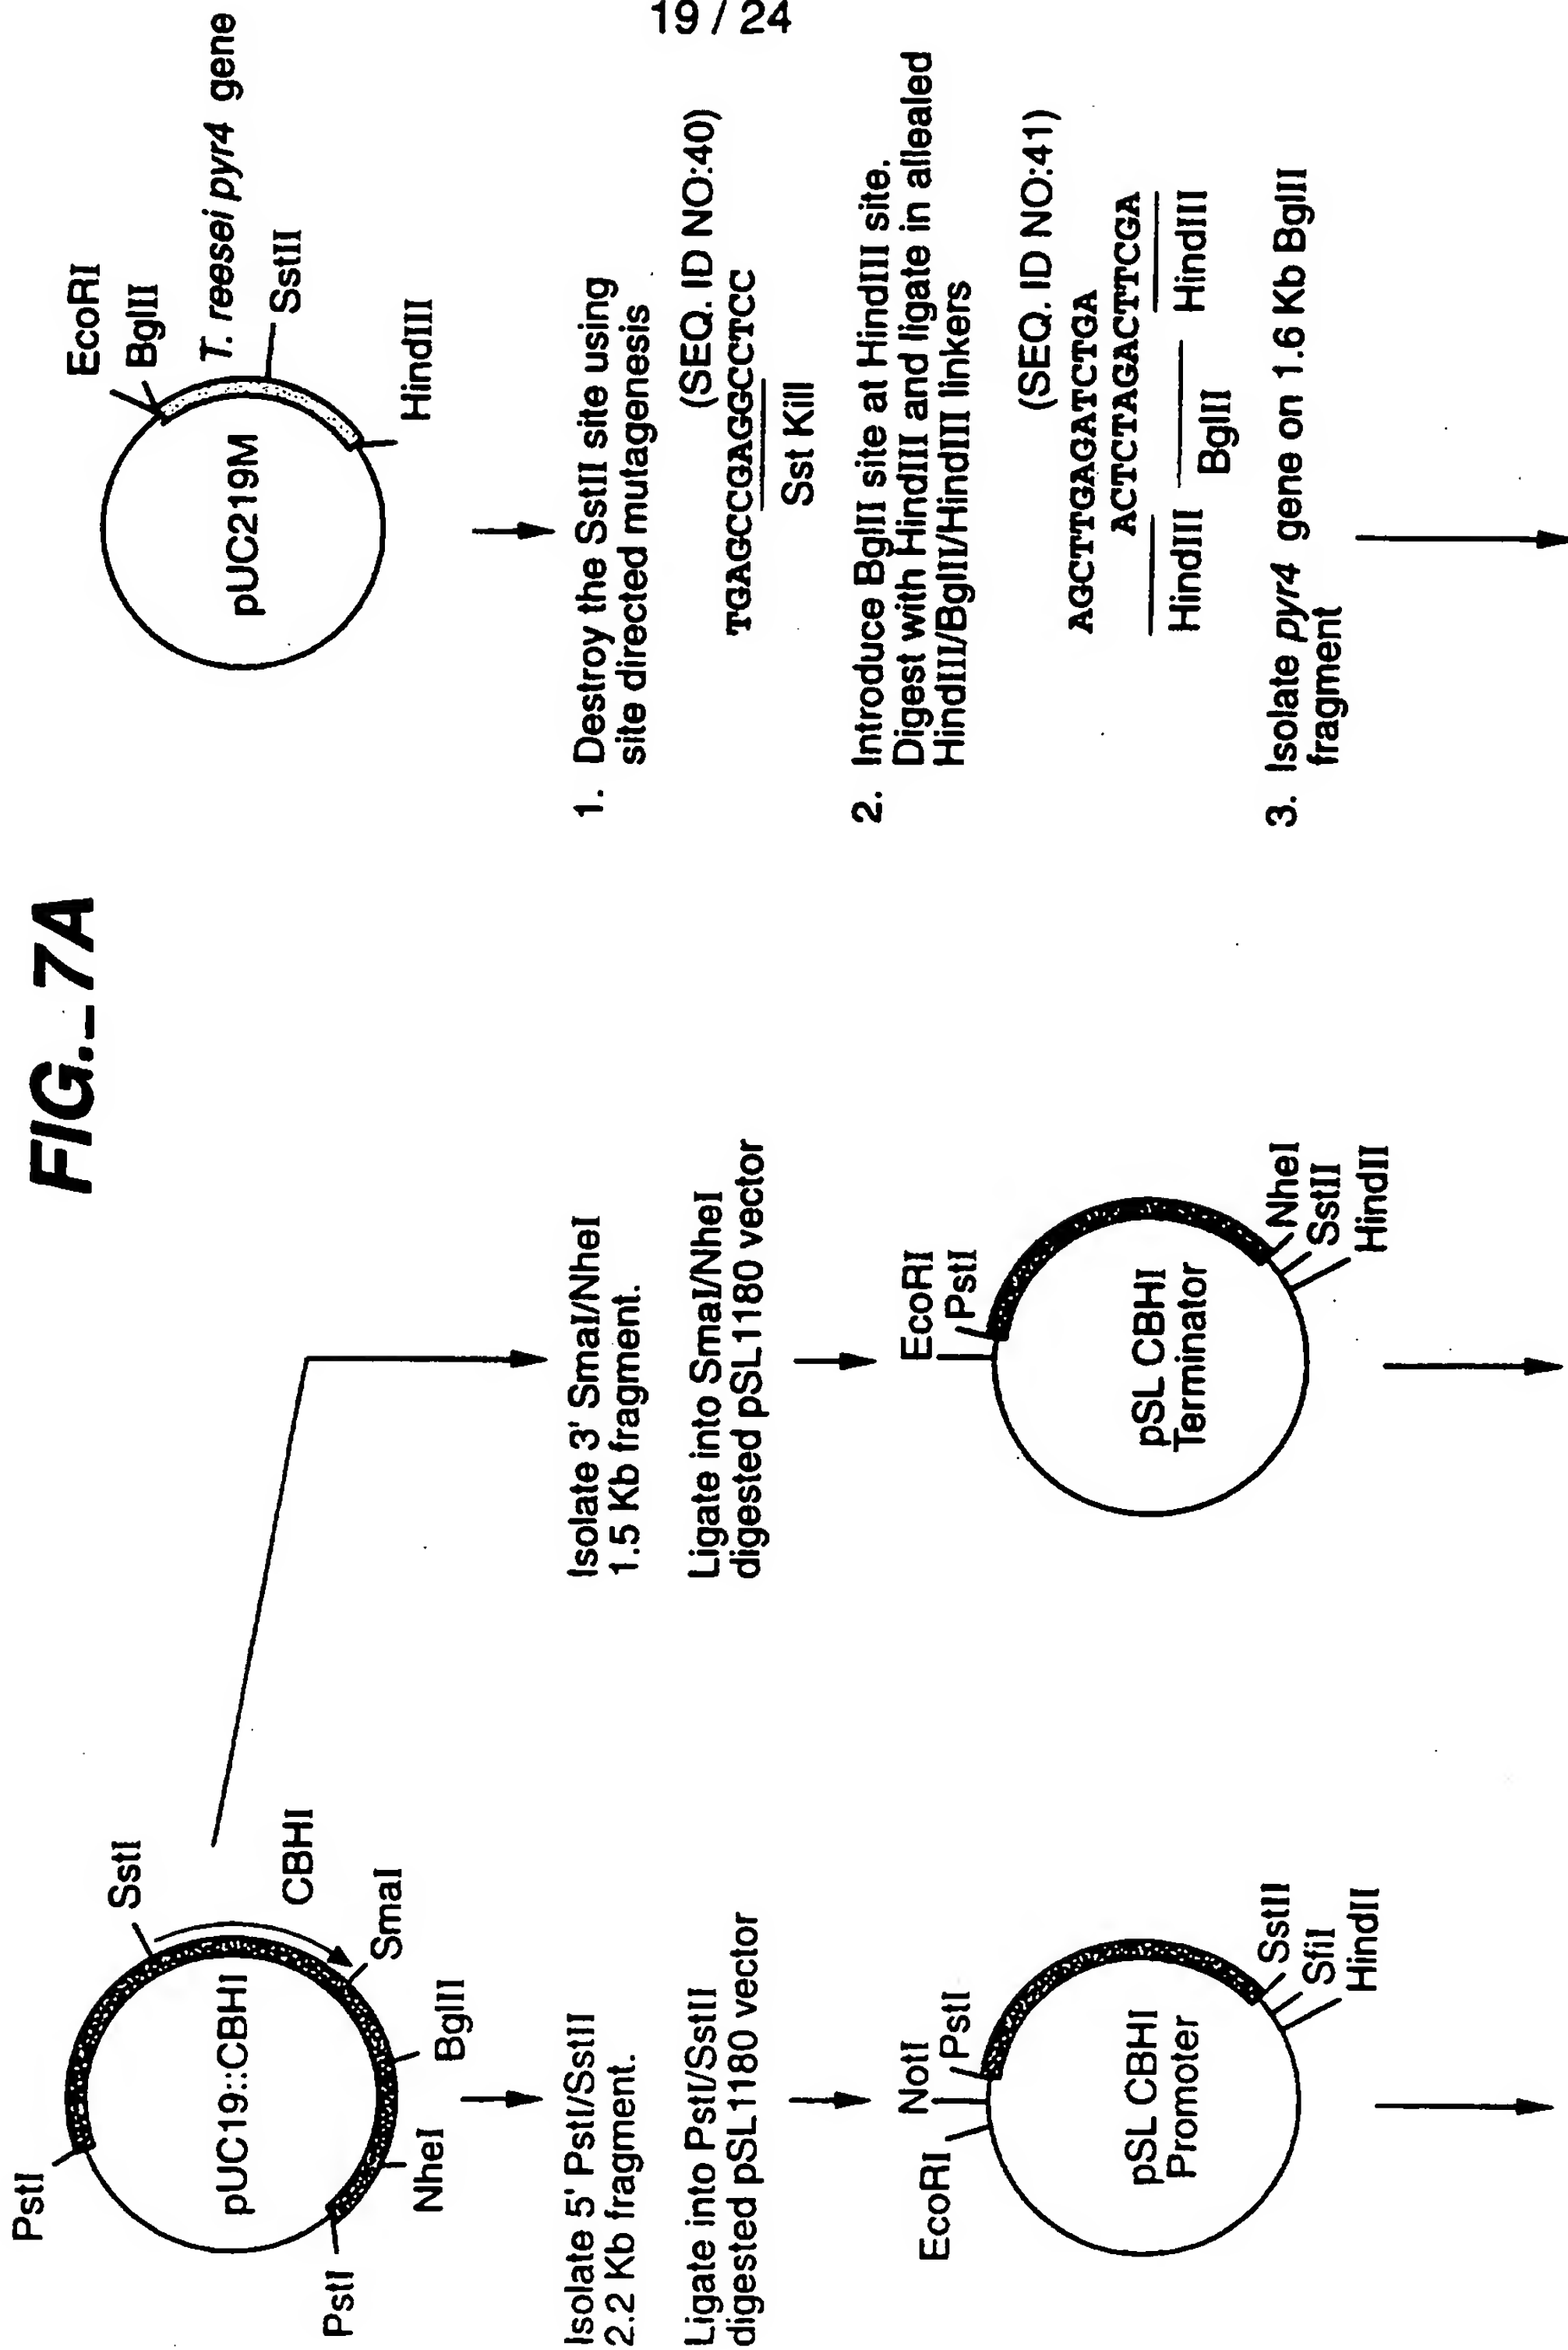 19 / 24
FIG._7A
PstI
SstI
CBHI
SmaI
BglII
NheI
PstI
pUC19::CBHI
Isolate 5' PstI/SstII
2.2 Kb fragment.
Ligate into PstI/SstII
digested pSL1180 vector
EcoRI
NotI
PstI
pSL CBHI
Promoter
SstII
SfiI
HindII
Isolate 3' SmaI/NheI
1.5 Kb fragment.
Ligate into SmaI/NheI
digested pSL1180 vector
EcoRI
PstI
pSL CBHI
Terminator
NheI
SstII
HindII
EcoRI
BglII
T. reesei pyr4 gene
SstII
HindIII
pUC219M
1. Destroy the SstII site using
site directed mutagenesis
(SEQ. ID NO:40)
TGAGCCGAGGCCTCC
Sst Kill
2. Introduce BglII site at HindIII site.
Digest with HindIII and ligate in allealed
HindIII/BglII/HindIII linkers
(SEQ. ID NO:41)
AGCTTGAGATCTGA
ACTCTAGACTTCGA
HindIII
BglII
HindIII
3. Isolate pyr4 gene on 1.6 Kb BglII
fragment